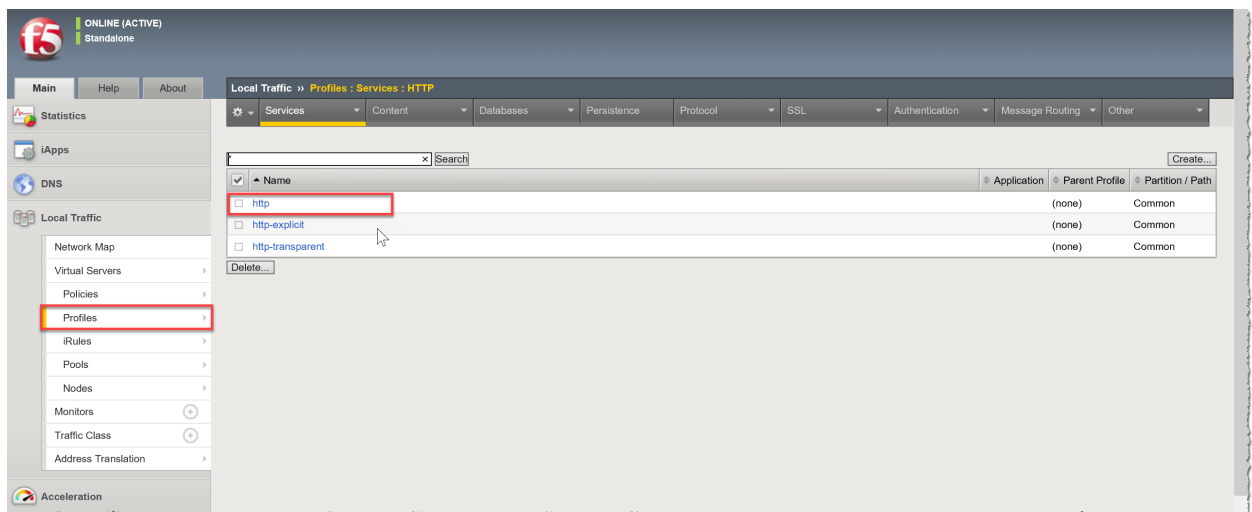 f5
ONLINE (ACTIVE)
Standalone
Main Help About
Local Traffic ›› Profiles : Services : HTTP
Services Content Databases Persistence Protocol SSL Authentication Message Routing Other
Statistics
iApps
DNS
Local Traffic
Network Map
Virtual Servers
Policies
Profiles
iRules
Pools
Nodes
Monitors
Traffic Class
Address Translation
Acceleration
* × Search Create...
Name Application Parent Profile Partition / Path
http (none) Common
http-explicit (none) Common
http-transparent (none) Common
Delete...